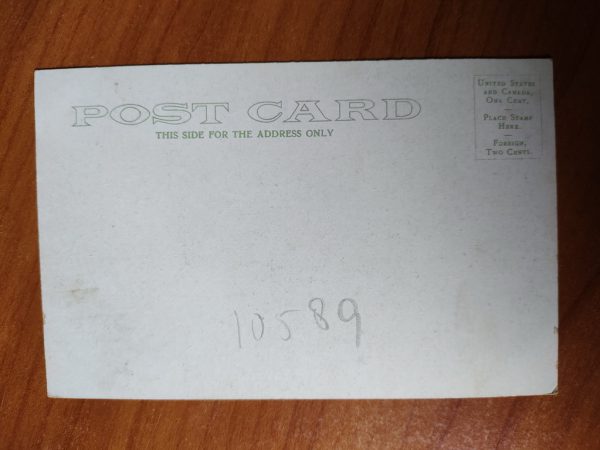 POST CARD
THIS SIDE FOR THE ADDRESS ONLY
UNITED STATES
AND CANADA,
ONE CENT.
—
PLACE STAMP
HERE.
—
FOREIGN,
TWO CENTS.
10589